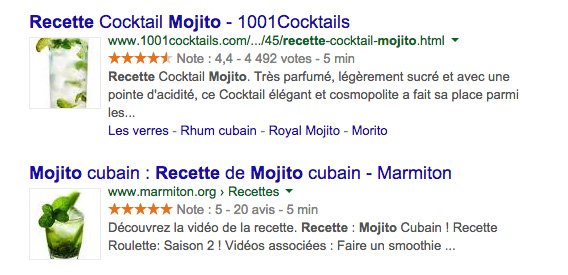 Recette Cocktail Mojito - 1001Cocktails
www.1001cocktails.com/.../45/recette-cocktail-mojito.html
Note : 4,4 - 4 492 votes - 5 min
Recette Cocktail Mojito. Très parfumé, légèrement sucré et avec une
pointe d'acidité, ce Cocktail élégant et cosmopolite a fait sa place parmi
les...
Les verres - Rhum cubain - Royal Mojito - Morito
Mojito cubain : Recette de Mojito cubain - Marmiton
www.marmiton.org › Recettes
Note : 5 - 20 avis - 5 min
Découvrez la vidéo de la recette. Recette : Mojito Cubain ! Recette
Roulette: Saison 2 ! Vidéos associées : Faire un smoothie ...